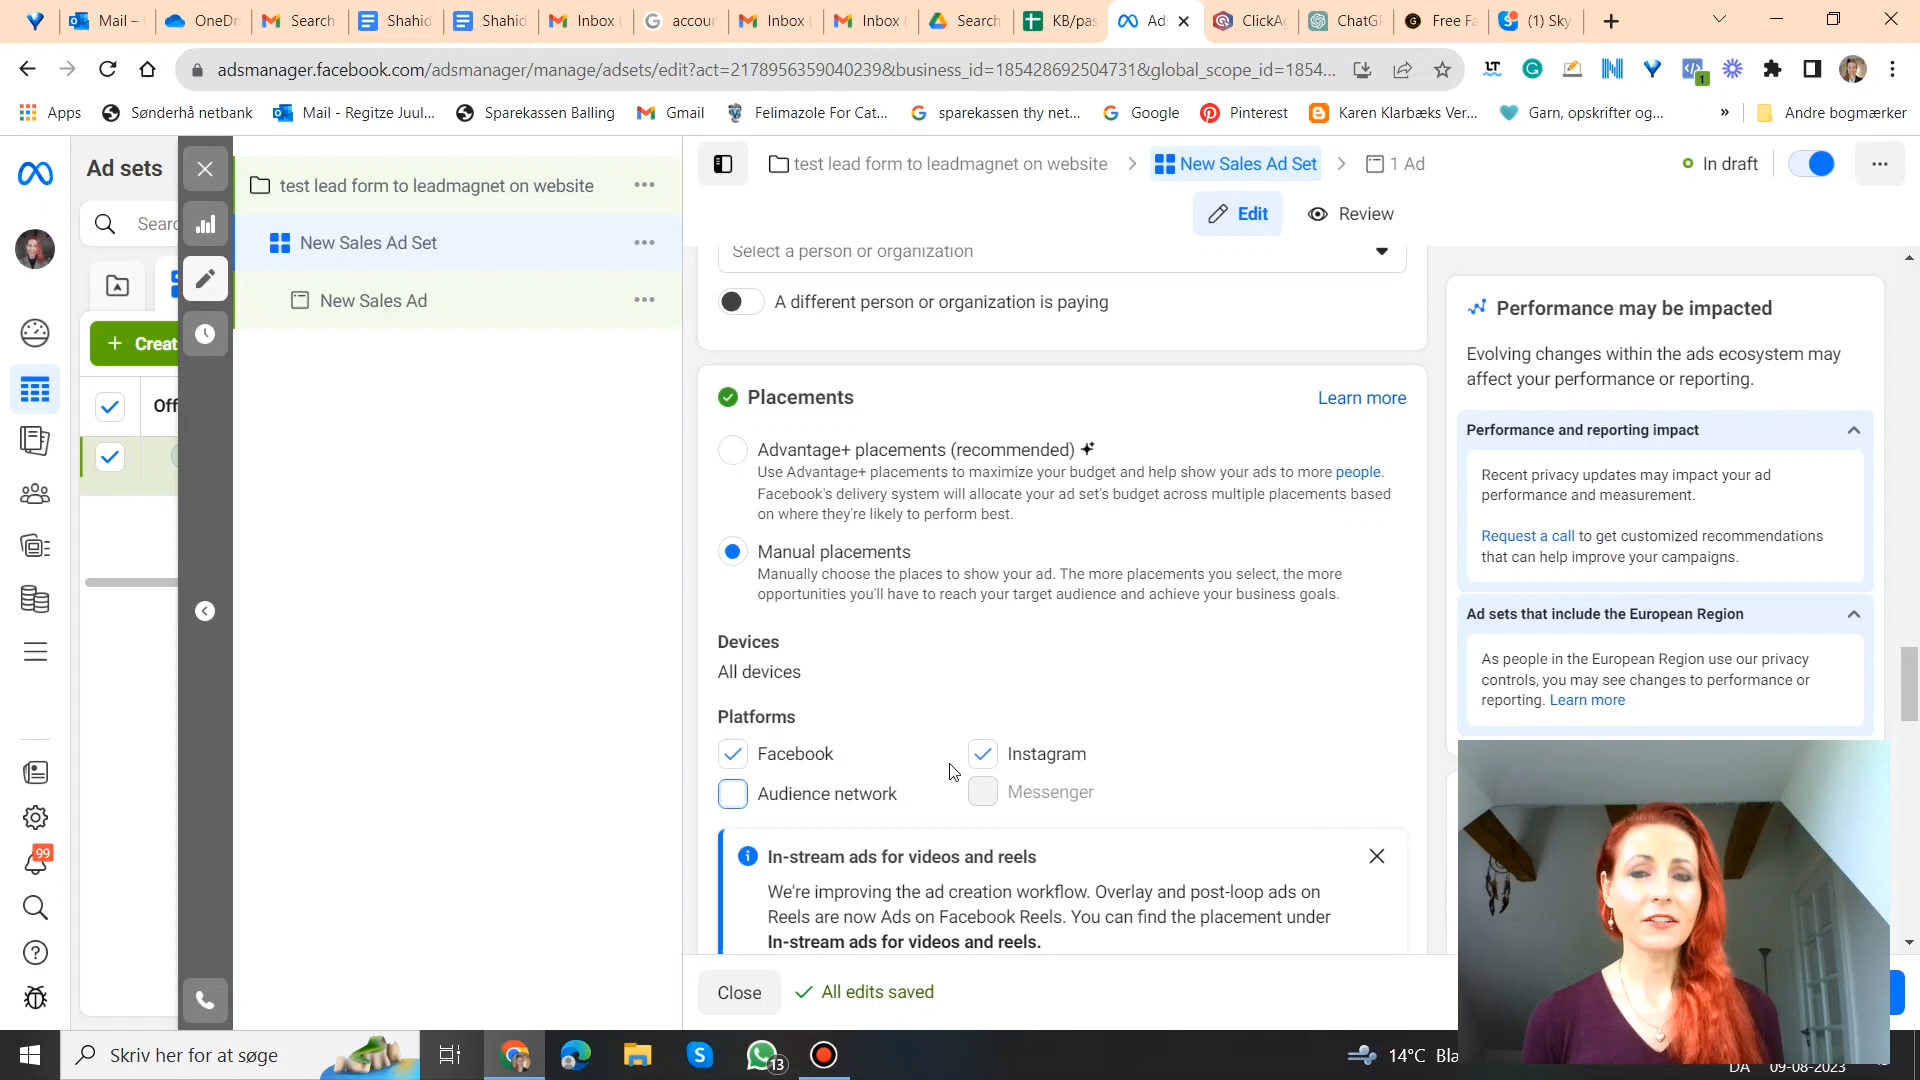 Mail –
OneDr
Search
Shahid
Shahid
Inbox (
accour
Inbox (
Inbox (
Search
KB/pas
Ad
ClickAc
ChatGP
Free Fa
(1) Sky
adsmanager.facebook.com/adsmanager/manage/adsets/edit?act=2178956359040239&business_id=185428692504731&global_scope_id=1854...
LT
1
Apps
Sønderhå netbank
Mail - Regitze Juul...
Sparekassen Balling
Gmail
Felimazole For Cat...
sparekassen thy net...
Google
Pinterest
Karen Klarbæks Ver...
Garn, opskrifter og...
»
Andre bogmærker
Ad sets
Searc
Creat
Off
99
test lead form to leadmagnet on website
New Sales Ad Set
New Sales Ad
test lead form to leadmagnet on website
New Sales Ad Set
1 Ad
In draft
Edit
Review
Select a person or organization
A different person or organization is paying
Placements
Learn more
Advantage+ placements (recommended)
Use Advantage+ placements to maximize your budget and help show your ads to more people.
Facebook's delivery system will allocate your ad set's budget across multiple placements based
on where they're likely to perform best.
Manual placements
Manually choose the places to show your ad. The more placements you select, the more
opportunities you'll have to reach your target audience and achieve your business goals.
Devices
All devices
Platforms
Facebook
Instagram
Audience network
Messenger
In-stream ads for videos and reels
We're improving the ad creation workflow. Overlay and post-loop ads on
Reels are now Ads on Facebook Reels. You can find the placement under
In-stream ads for videos and reels.
Close
All edits saved
Performance may be impacted
Evolving changes within the ads ecosystem may
affect your performance or reporting.
Performance and reporting impact
Recent privacy updates may impact your ad
performance and measurement.
Request a call to get customized recommendations
that can help improve your campaigns.
Ad sets that include the European Region
As people in the European Region use our privacy
controls, you may see changes to performance or
reporting. Learn more
Skriv her for at søge
13
14°C Bla
DA
09-08-2023